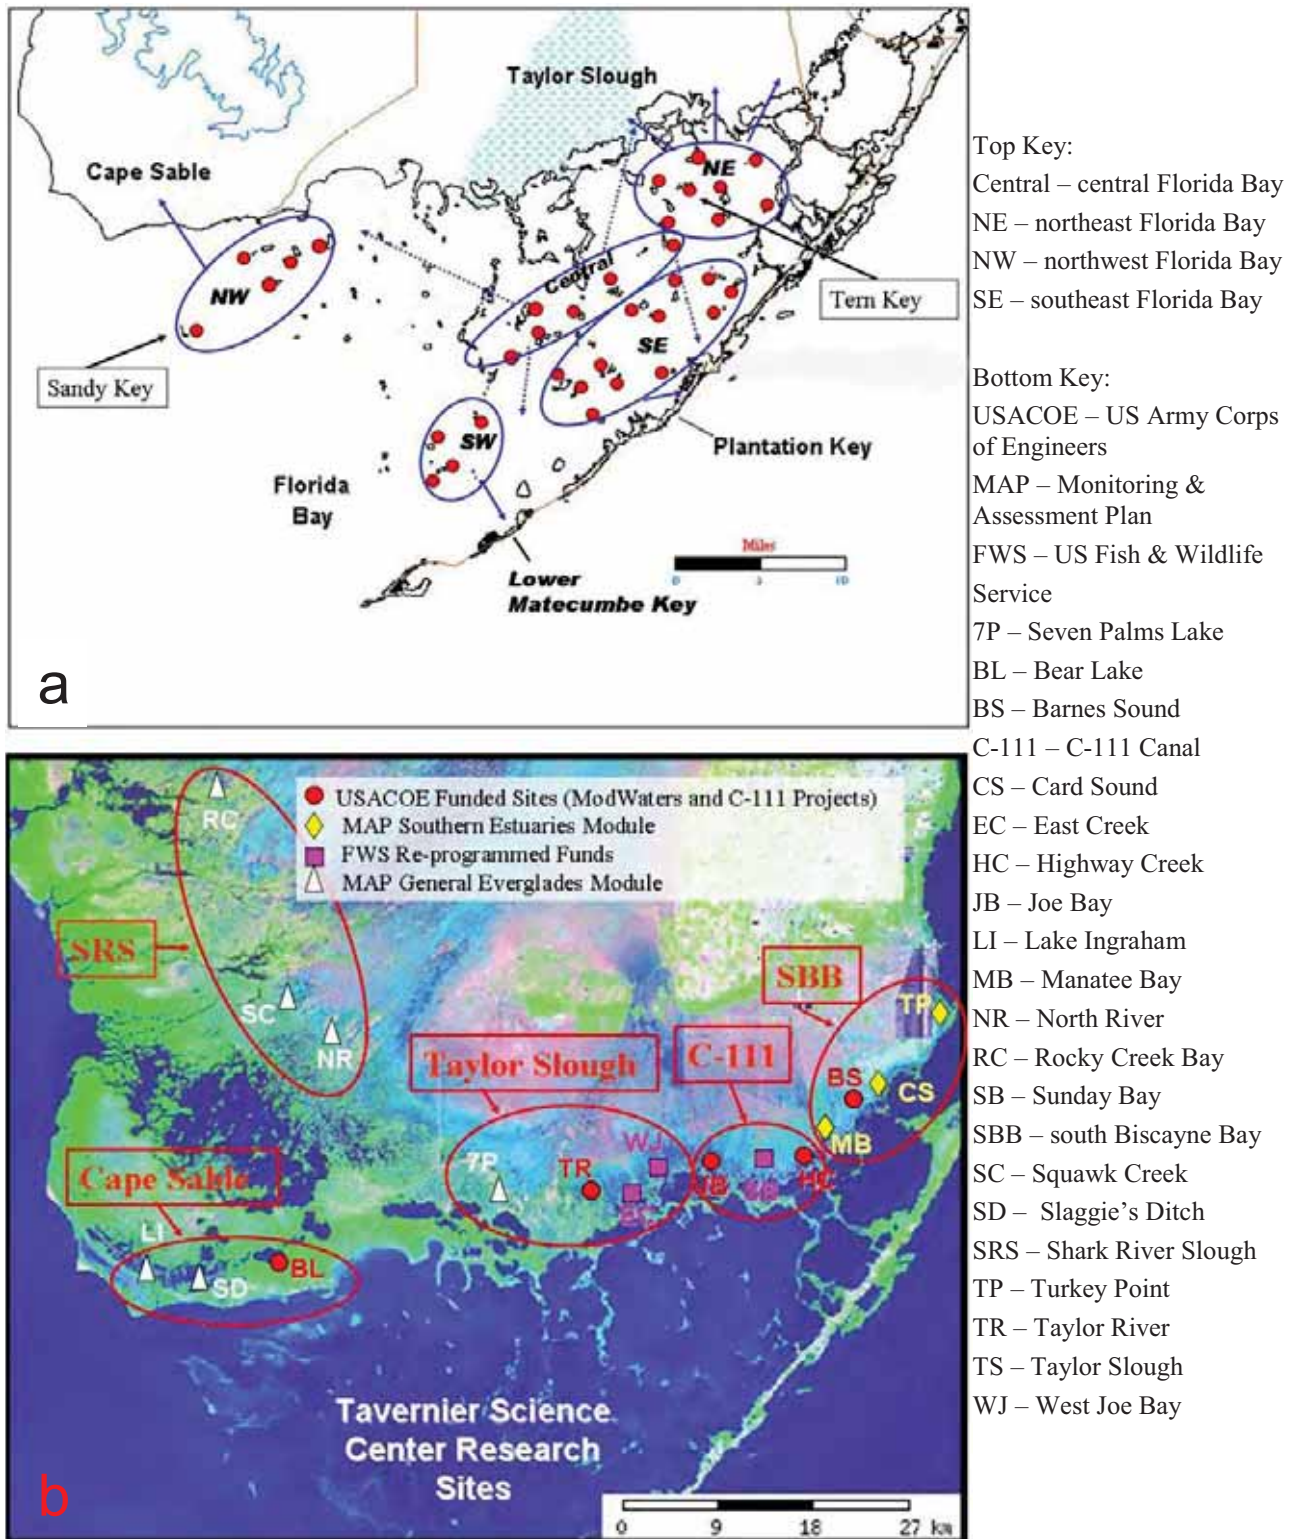 Taylor Slough
Cape Sable
NE
NW
Central
Tern Key
SE
Sandy Key
SW
Plantation Key
Florida
Bay
Miles
0
10
Lower
Matecumbe Key
a
Top Key:
Central – central Florida Bay
NE – northeast Florida Bay
NW – northwest Florida Bay
SE – southeast Florida Bay
Bottom Key:
USACOE – US Army Corps
of Engineers
MAP – Monitoring &
Assessment Plan
FWS – US Fish & Wildlife
Service
7P – Seven Palms Lake
BL – Bear Lake
BS – Barnes Sound
C-111 – C-111 Canal
CS – Card Sound
EC – East Creek
HC – Highway Creek
JB – Joe Bay
LI – Lake Ingraham
MB – Manatee Bay
NR – North River
RC – Rocky Creek Bay
SB – Sunday Bay
SBB – south Biscayne Bay
SC – Squawk Creek
SD – Slaggie's Ditch
SRS – Shark River Slough
TP – Turkey Point
TR – Taylor River
TS – Taylor Slough
WJ – West Joe Bay
USACOE Funded Sites (ModWaters and C-111 Projects)
MAP Southern Estuaries Module
FWS Re-programmed Funds
MAP General Everglades Module
RC
SRS
SBB
SC
TP
NR
Taylor Slough
C-111
BS
CS
MB
WJ
7P
TR
JB
HC
Cape Sable
LI
BL
SD
Tavernier Science
Center Research
Sites
b
0 9 18 27 km